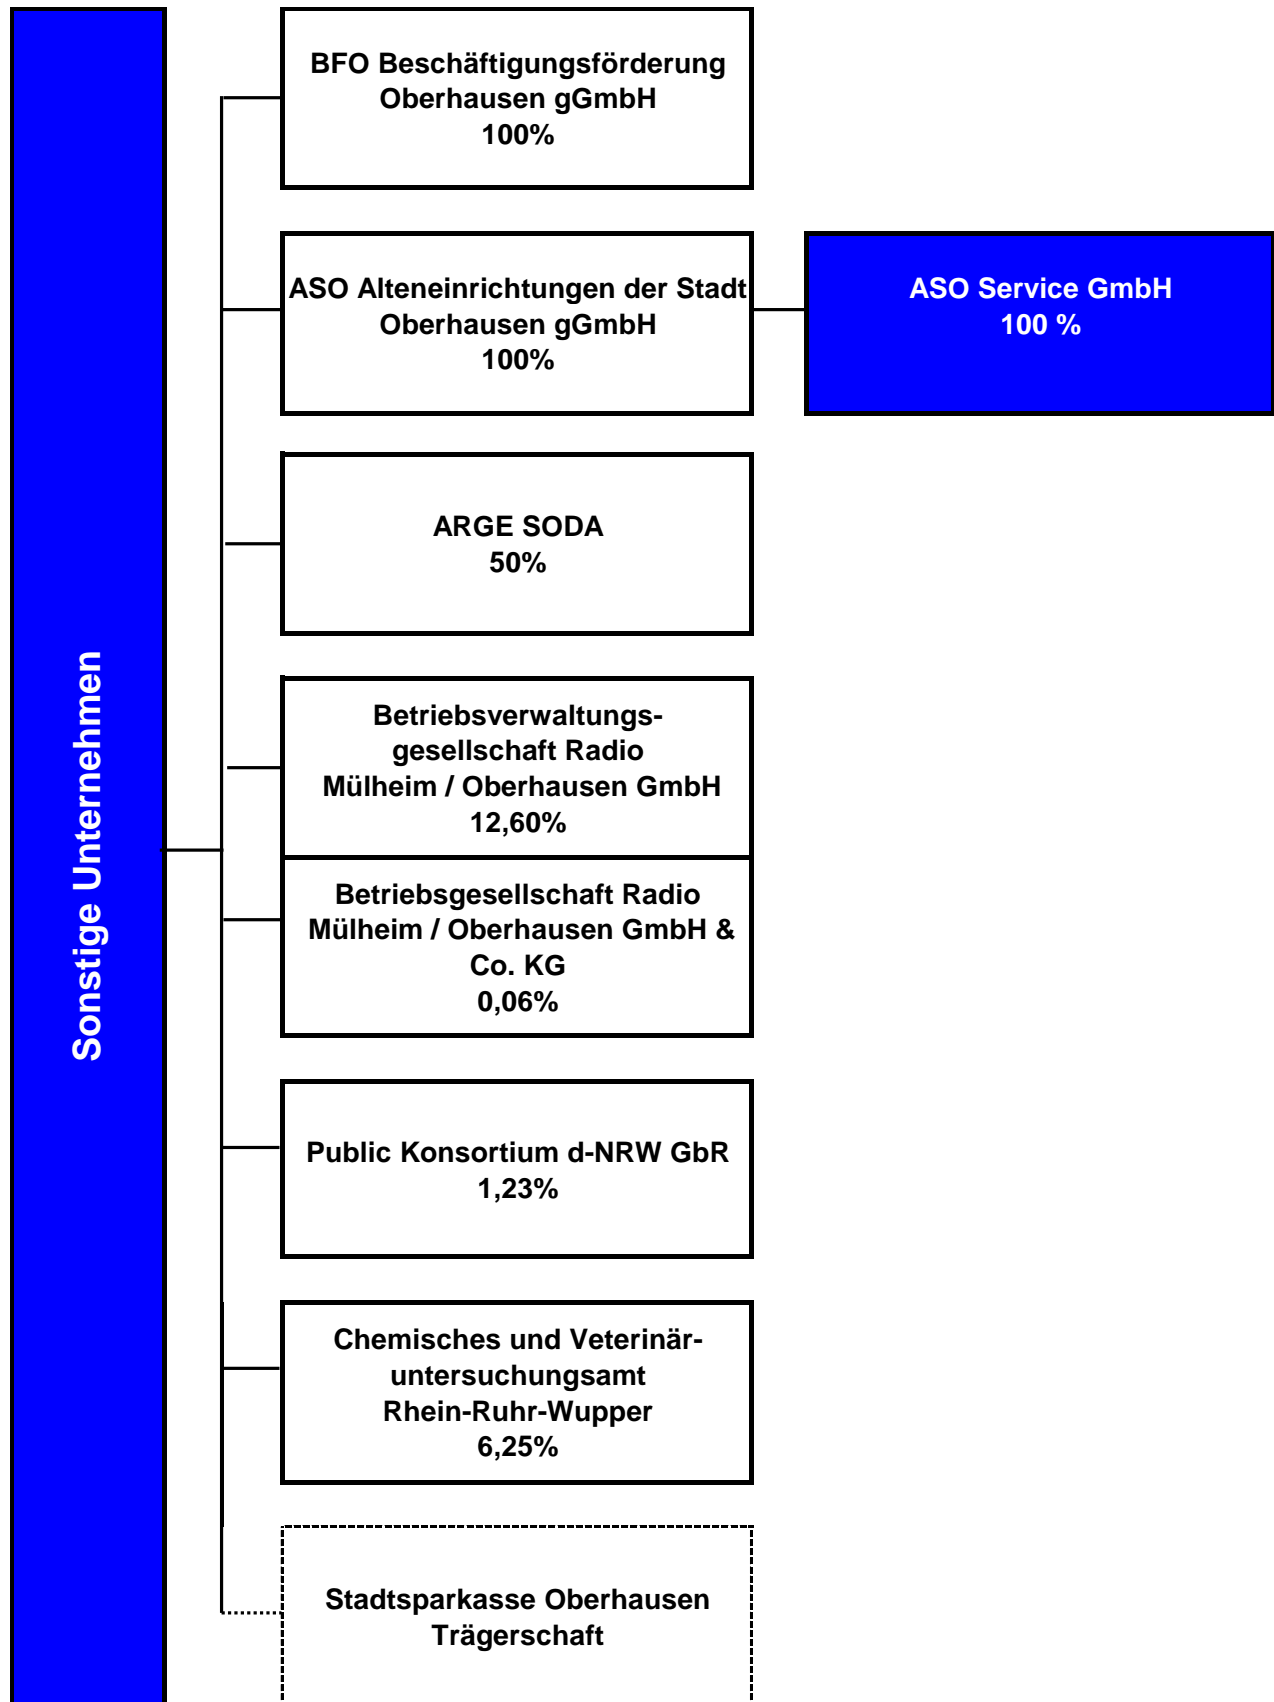 Sonstige Unternehmen
BFO Beschäftigungsförderung
Oberhausen gGmbH
100%
ASO Alteneinrichtungen der Stadt
Oberhausen gGmbH
100%
ASO Service GmbH
100 %
ARGE SODA
50%
Betriebsverwaltungs-
gesellschaft Radio
Mülheim / Oberhausen GmbH
12,60%
Betriebsgesellschaft Radio
Mülheim / Oberhausen GmbH &
Co. KG
0,06%
Public Konsortium d-NRW GbR
1,23%
Chemisches und Veterinär-
untersuchungsamt
Rhein-Ruhr-Wupper
6,25%
Stadtsparkasse Oberhausen
Trägerschaft